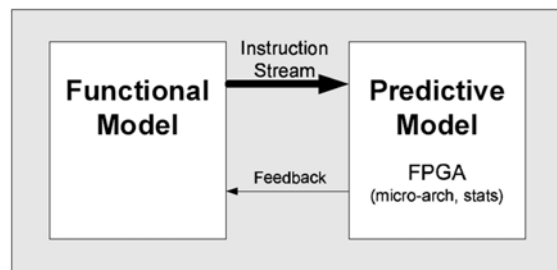 Functional
Model
Instruction
Stream
Feedback
Predictive
Model
FPGA
(micro-arch, stats)